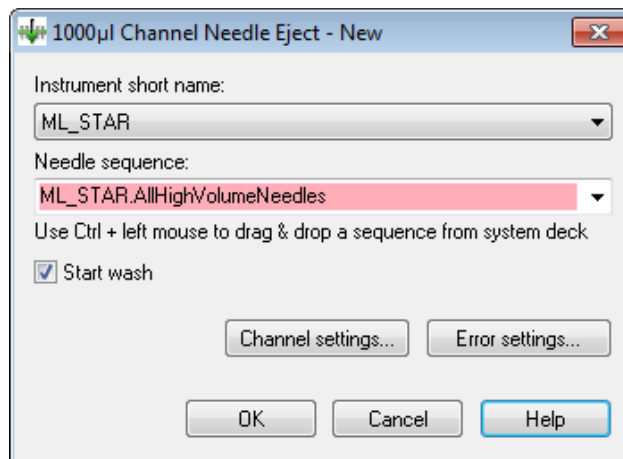 1000µl Channel Needle Eject - New
Instrument short name:
ML_STAR
Needle sequence:
ML_STAR.AllHighVolumeNeedles
Use Ctrl + left mouse to drag & drop a sequence from system deck
Start wash
Channel settings... Error settings...
OK Cancel Help